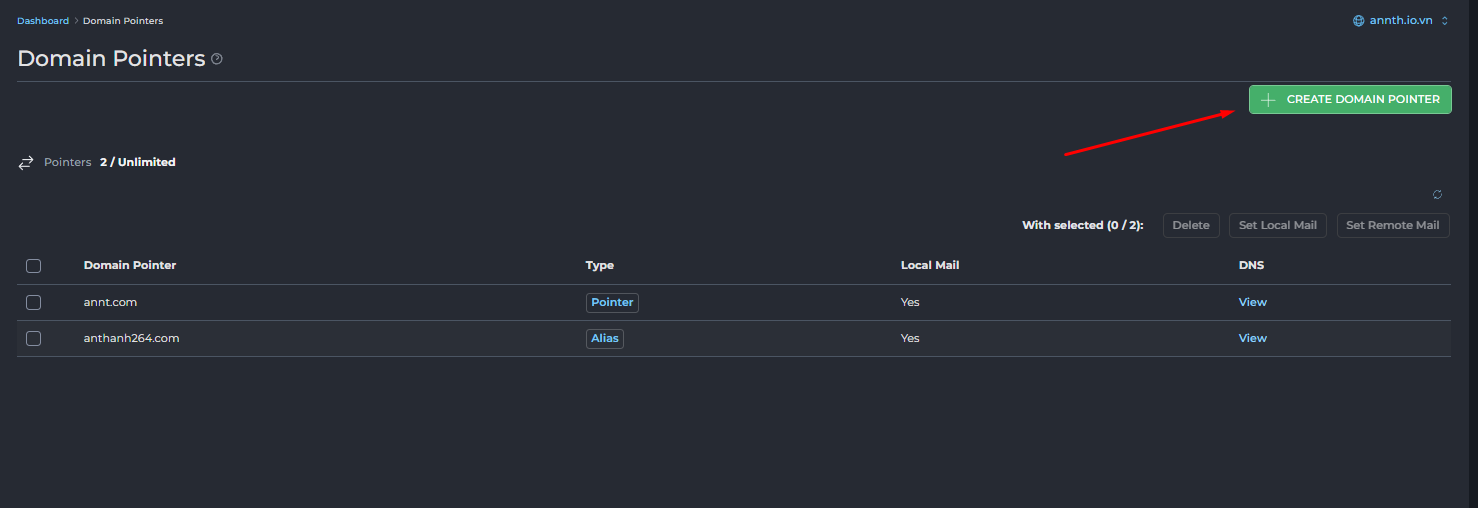 Dashboard > Domain Pointers
annth.io.vn
Domain Pointers
CREATE DOMAIN POINTER
Pointers 2 / Unlimited
With selected (0 / 2): Delete Set Local Mail Set Remote Mail
Domain Pointer Type Local Mail DNS
annt.com Pointer Yes View
anthanh264.com Alias Yes View